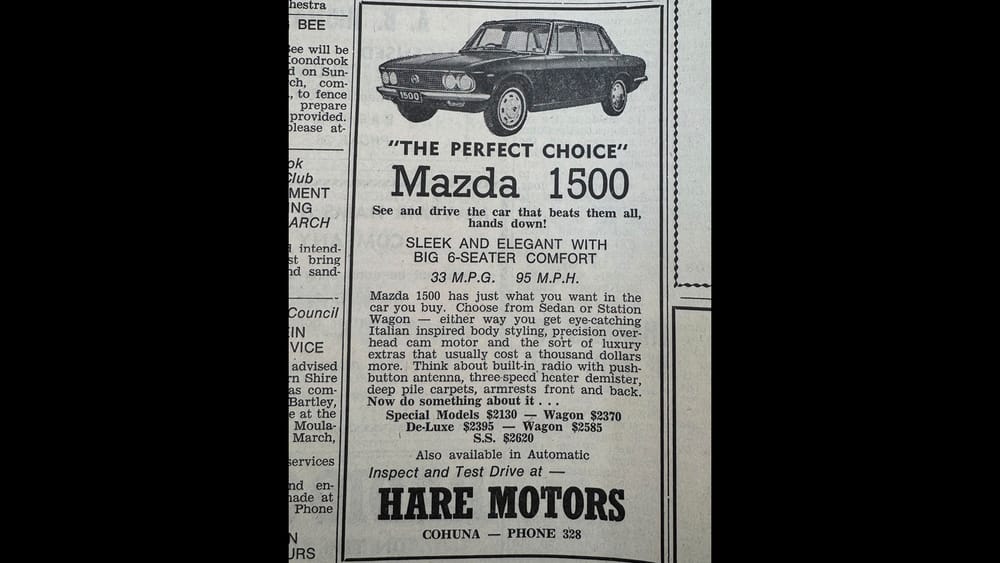 hestra
BEE
ee will be
oondrook
d on Sun-
ch, com-
, to fence
prepare
provided.
please at-
ok
Club
MENT
NG
ARCH
d intend-
st bring
nd sand-
Council
IN
VICE
advised
rn Shire
as com-
Bartley,
e at the
Moula-
March,
services
nd en-
made at
Phone
N
URS
1500
"THE PERFECT CHOICE"
Mazda 1500
See and drive the car that beats them all,
hands down!
SLEEK AND ELEGANT WITH
BIG 6-SEATER COMFORT
33 M.P.G. 95 M.P.H.
Mazda 1500 has just what you want in the
car you buy. Choose from Sedan or Station
Wagon — either way you get eye-catching
Italian inspired body styling, precision over-
head cam motor and the sort of luxury
extras that usually cost a thousand dollars
more. Think about built-in radio with push-
button antenna, three-speed heater demister,
deep pile carpets, armrests front and back.
Now do something about it . . .
Special Models $2130 — Wagon $2370
De-Luxe $2395 — Wagon $2585
S.S. $2620
Also available in Automatic
Inspect and Test Drive at —
HARE MOTORS
COHUNA — PHONE 328